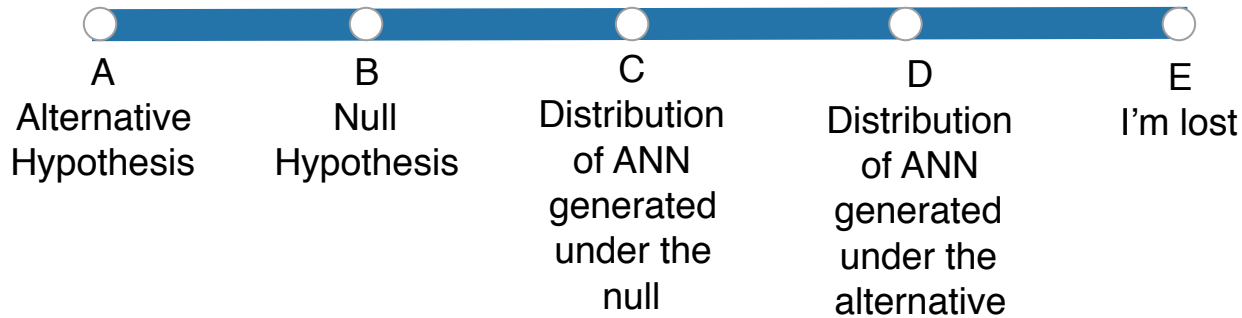 A
Alternative
Hypothesis
B
Null
Hypothesis
C
Distribution
of ANN
generated
under the
null
D
Distribution
of ANN
generated
under the
alternative
E
I'm lost